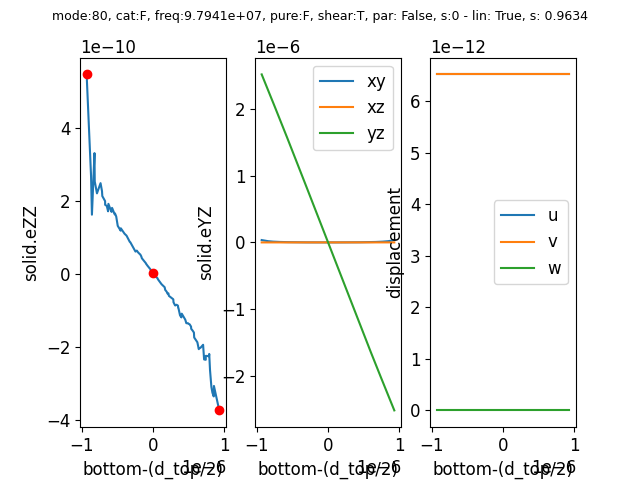 mode:80, cat:F, freq:9.7941e+07, pure:F, shear:T, par: False, s:0 - lin: True, s: 0.9634
1e−10
4
2
0
−2
−4
solid.eZZ
−1
0
1
1e−6
bottom-(d_top/2)
1e−6
2
1
0
−1
−2
solid.eYZ
xy
xz
yz
−1
0
1
1e−6
bottom-(d_top/2)
1e−12
6
5
4
3
2
1
0
displacement
u
v
w
−1
0
1
1e−6
bottom-(d_top/2)